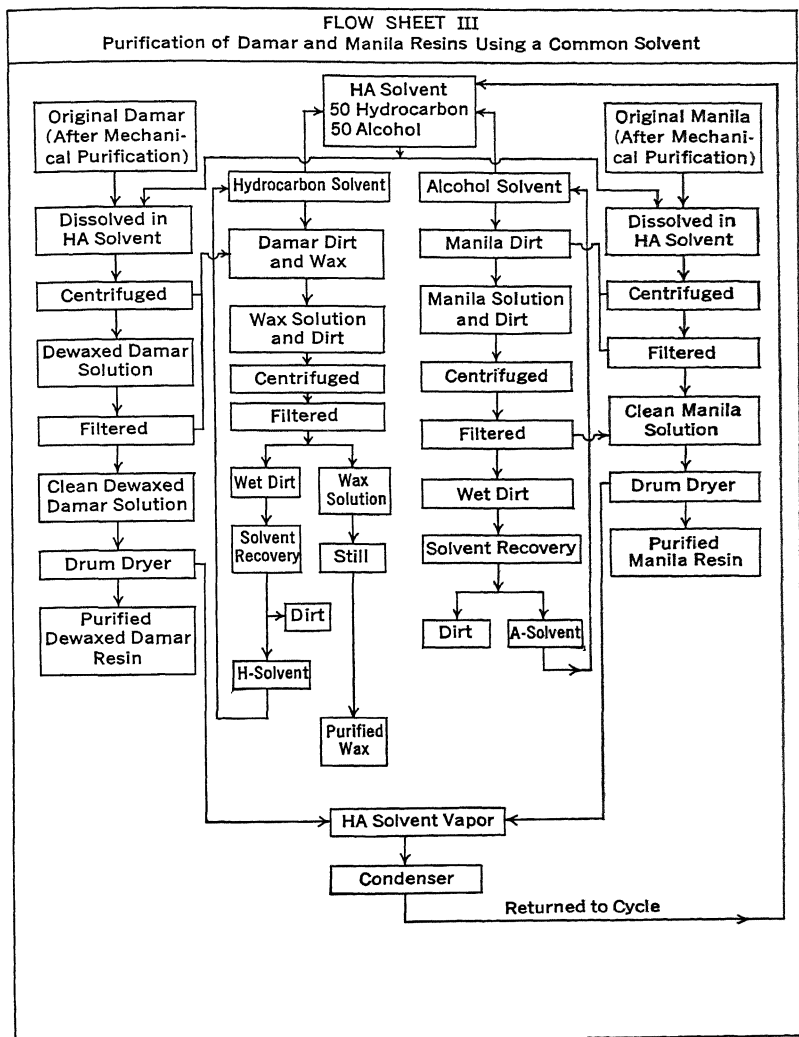 FLOW SHEET III
Purification of Damar and Manila Resins Using a Common Solvent
HA Solvent
50 Hydrocarbon
50 Alcohol
Original Damar
(After Mechani-
cal Purification)
Original Manila
(After Mechani-
cal Purification)
Hydrocarbon Solvent
Alcohol Solvent
Dissolved in
HA Solvent
Damar Dirt
and Wax
Manila Dirt
Dissolved in
HA Solvent
Centrifuged
Wax Solution
and Dirt
Manila Solution
and Dirt
Centrifuged
Dewaxed Damar
Solution
Centrifuged
Centrifuged
Filtered
Filtered
Filtered
Filtered
Clean Manila
Solution
Clean Dewaxed
Damar Solution
Wet Dirt
Wax
Solution
Wet Dirt
Drum Dryer
Drum Dryer
Solvent
Recovery
Still
Solvent Recovery
Purified
Manila Resin
Purified
Dewaxed Damar
Resin
Dirt
Dirt
A-Solvent
H-Solvent
Purified
Wax
HA Solvent Vapor
Condenser
Returned to Cycle